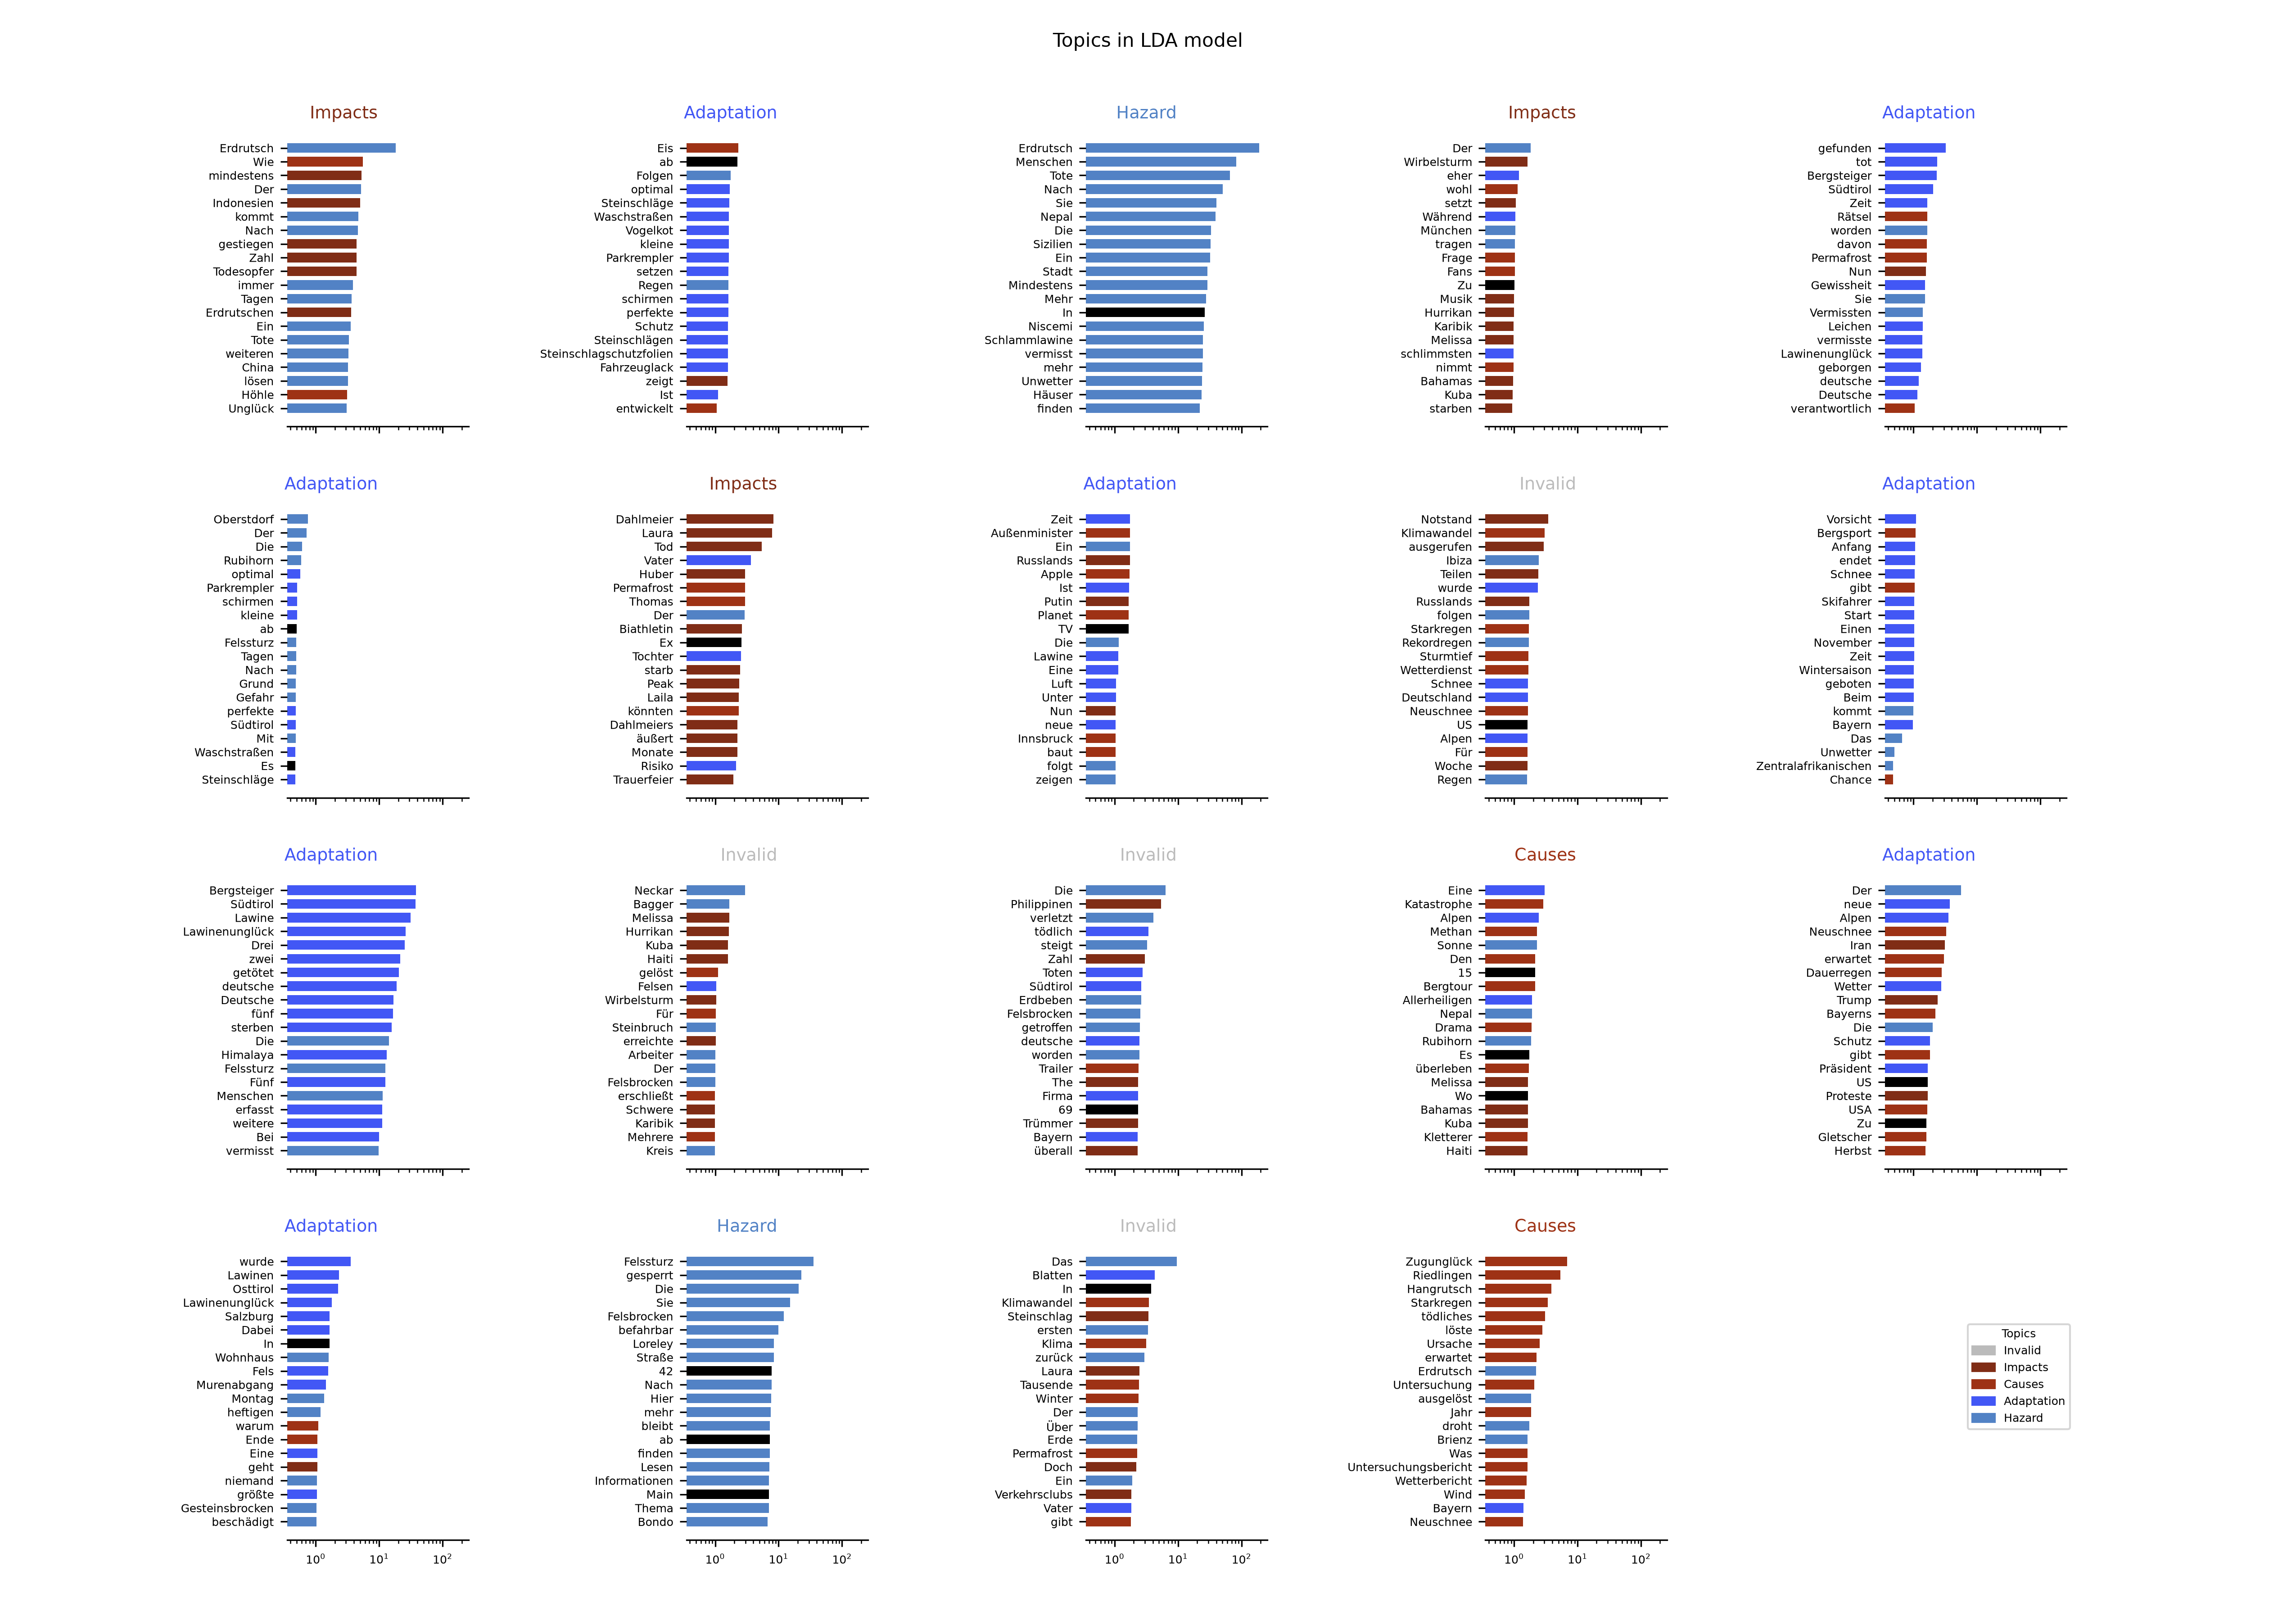 Topics in LDA model
Impacts
Erdrutsch
Wie
mindestens
Der
Indonesien
kommt
Nach
gestiegen
Zahl
Todesopfer
immer
Tagen
Erdrutschen
Ein
Tote
weiteren
China
lösen
Höhle
Unglück
Adaptation
Eis
ab
Folgen
optimal
Steinschläge
Waschstraßen
Vogelkot
kleine
Parkrempler
setzen
Regen
schirmen
perfekte
Schutz
Steinschlägen
Steinschlagschutzfolien
Fahrzeuglack
zeigt
Ist
entwickelt
Hazard
Erdrutsch
Menschen
Tote
Nach
Sie
Nepal
Die
Sizilien
Ein
Stadt
Mindestens
Mehr
In
Niscemi
Schlammlawine
vermisst
mehr
Unwetter
Häuser
finden
Impacts
Der
Wirbelsturm
eher
wohl
setzt
Während
München
tragen
Frage
Fans
Zu
Musik
Hurrikan
Karibik
Melissa
schlimmsten
nimmt
Bahamas
Kuba
starben
Adaptation
gefunden
tot
Bergsteiger
Südtirol
Zeit
Rätsel
worden
davon
Permafrost
Nun
Gewissheit
Sie
Vermissten
Leichen
vermisste
Lawinenunglück
geborgen
deutsche
Deutsche
verantwortlich
Adaptation
Oberstdorf
Der
Die
Rubihorn
optimal
Parkrempler
schirmen
kleine
ab
Felssturz
Tagen
Nach
Grund
Gefahr
perfekte
Südtirol
Mit
Waschstraßen
Es
Steinschläge
Impacts
Dahlmeier
Laura
Tod
Vater
Huber
Permafrost
Thomas
Der
Biathletin
Ex
Tochter
starb
Peak
Laila
könnten
Dahlmeiers
äußert
Monate
Risiko
Trauerfeier
Adaptation
Zeit
Außenminister
Ein
Russlands
Apple
Ist
Putin
Planet
TV
Die
Lawine
Eine
Luft
Unter
Nun
neue
Innsbruck
baut
folgt
zeigen
Invalid
Notstand
Klimawandel
ausgerufen
Ibiza
Teilen
wurde
Russlands
folgen
Starkregen
Rekordregen
Sturmtief
Wetterdienst
Schnee
Deutschland
Neuschnee
US
Alpen
Für
Woche
Regen
Adaptation
Vorsicht
Bergsport
Anfang
endet
Schnee
gibt
Skifahrer
Start
Einen
November
Zeit
Wintersaison
geboten
Beim
kommt
Bayern
Das
Unwetter
Zentralafrikanischen
Chance
Adaptation
Bergsteiger
Südtirol
Lawine
Lawinenunglück
Drei
zwei
getötet
deutsche
Deutsche
fünf
sterben
Die
Himalaya
Felssturz
Fünf
Menschen
erfasst
weitere
Bei
vermisst
Invalid
Neckar
Bagger
Melissa
Hurrikan
Kuba
Haiti
gelöst
Felsen
Wirbelsturm
Für
Steinbruch
erreichte
Arbeiter
Der
Felsbrocken
erschließt
Schwere
Karibik
Mehrere
Kreis
Invalid
Die
Philippinen
verletzt
tödlich
steigt
Zahl
Toten
Südtirol
Erdbeben
Felsbrocken
getroffen
deutsche
worden
Trailer
The
Firma
69
Trümmer
Bayern
überall
Causes
Eine
Katastrophe
Alpen
Methan
Sonne
Den
15
Bergtour
Allerheiligen
Nepal
Drama
Rubihorn
Es
überleben
Melissa
Wo
Bahamas
Kuba
Kletterer
Haiti
Adaptation
Der
neue
Alpen
Neuschnee
Iran
erwartet
Dauerregen
Wetter
Trump
Bayerns
Die
Schutz
gibt
Präsident
US
Proteste
USA
Zu
Gletscher
Herbst
Adaptation
wurde
Lawinen
Osttirol
Lawinenunglück
Salzburg
Dabei
In
Wohnhaus
Fels
Murenabgang
Montag
heftigen
warum
Ende
Eine
geht
niemand
größte
Gesteinsbrocken
beschädigt
10⁰ 10¹ 10²
Hazard
Felssturz
gesperrt
Die
Sie
Felsbrocken
befahrbar
Loreley
Straße
42
Nach
Hier
mehr
bleibt
ab
finden
Lesen
Informationen
Main
Thema
Bondo
10⁰ 10¹ 10²
Invalid
Das
Blatten
In
Klimawandel
Steinschlag
ersten
Klima
zurück
Laura
Tausende
Winter
Der
Über
Erde
Permafrost
Doch
Ein
Verkehrsclubs
Vater
gibt
10⁰ 10¹ 10²
Causes
Zugunglück
Riedlingen
Hangrutsch
Starkregen
tödliches
löste
Ursache
erwartet
Erdrutsch
Untersuchung
ausgelöst
Jahr
droht
Brienz
Was
Untersuchungsbericht
Wetterbericht
Wind
Bayern
Neuschnee
10⁰ 10¹ 10²
Topics
Invalid
Impacts
Causes
Adaptation
Hazard